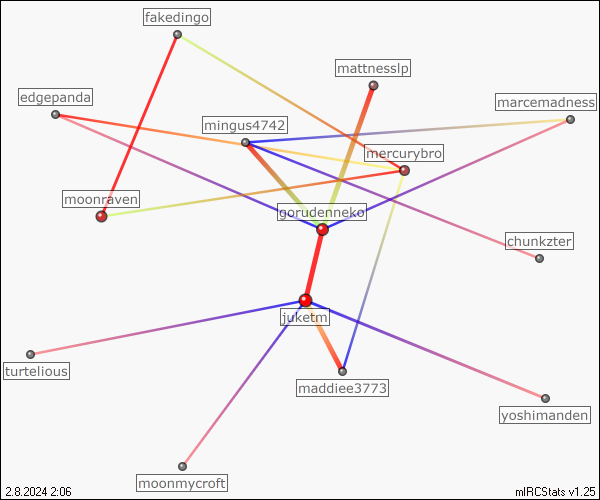 fakedingo
mattnesslp
edgepanda
marcemadness
mingus4742
mercurybro
moonraven
gorudenneko
chunkzter
juketm
turtelious
maddiee3773
yoshimanden
moonmycroft
2.8.2024 2:06
mIRCStats v1.25